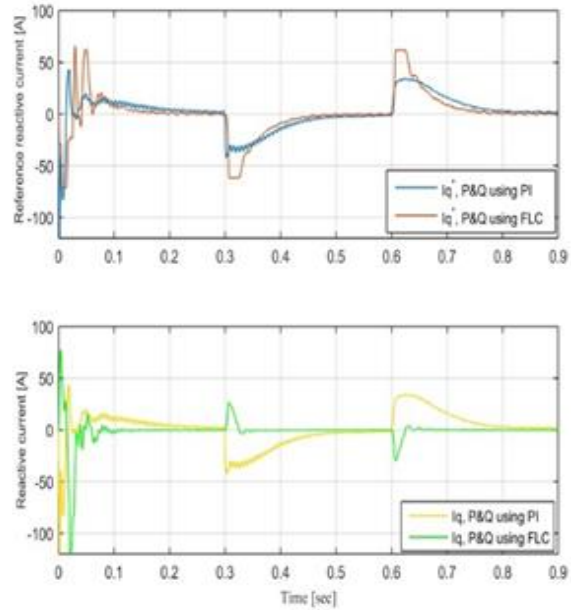 100
50
0
-50
-100
Reference reactive current [A]
Iq*, P&Q using PI
Iq*, P&Q using FLC
0 0.1 0.2 0.3 0.4 0.5 0.6 0.7 0.8 0.9
100
50
0
-50
-100
Reactive current [A]
Iq, P&Q using PI
Iq, P&Q using FLC
0 0.1 0.2 0.3 0.4 0.5 0.6 0.7 0.8 0.9
Time [sec]